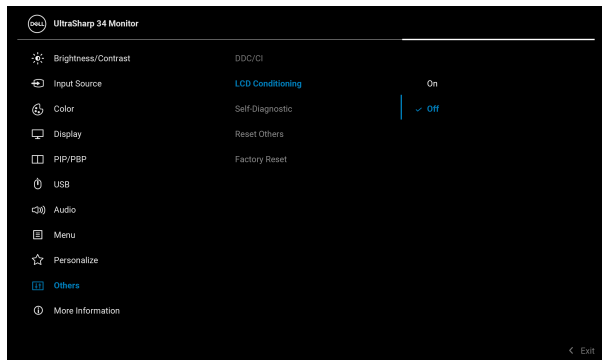 DELL UltraSharp 34 Monitor
Brightness/Contrast DDC/CI
Input Source LCD Conditioning On
Color Self-Diagnostic Off
Display Reset Others
PIP/PBP Factory Reset
USB
Audio
Menu
Personalize
Others
More Information
Exit